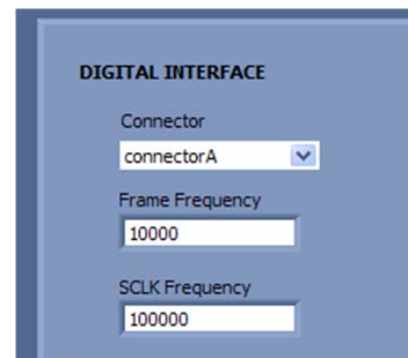 DIGITAL INTERFACE
Connector
connectorA
Frame Frequency
10000
SCLK Frequency
100000